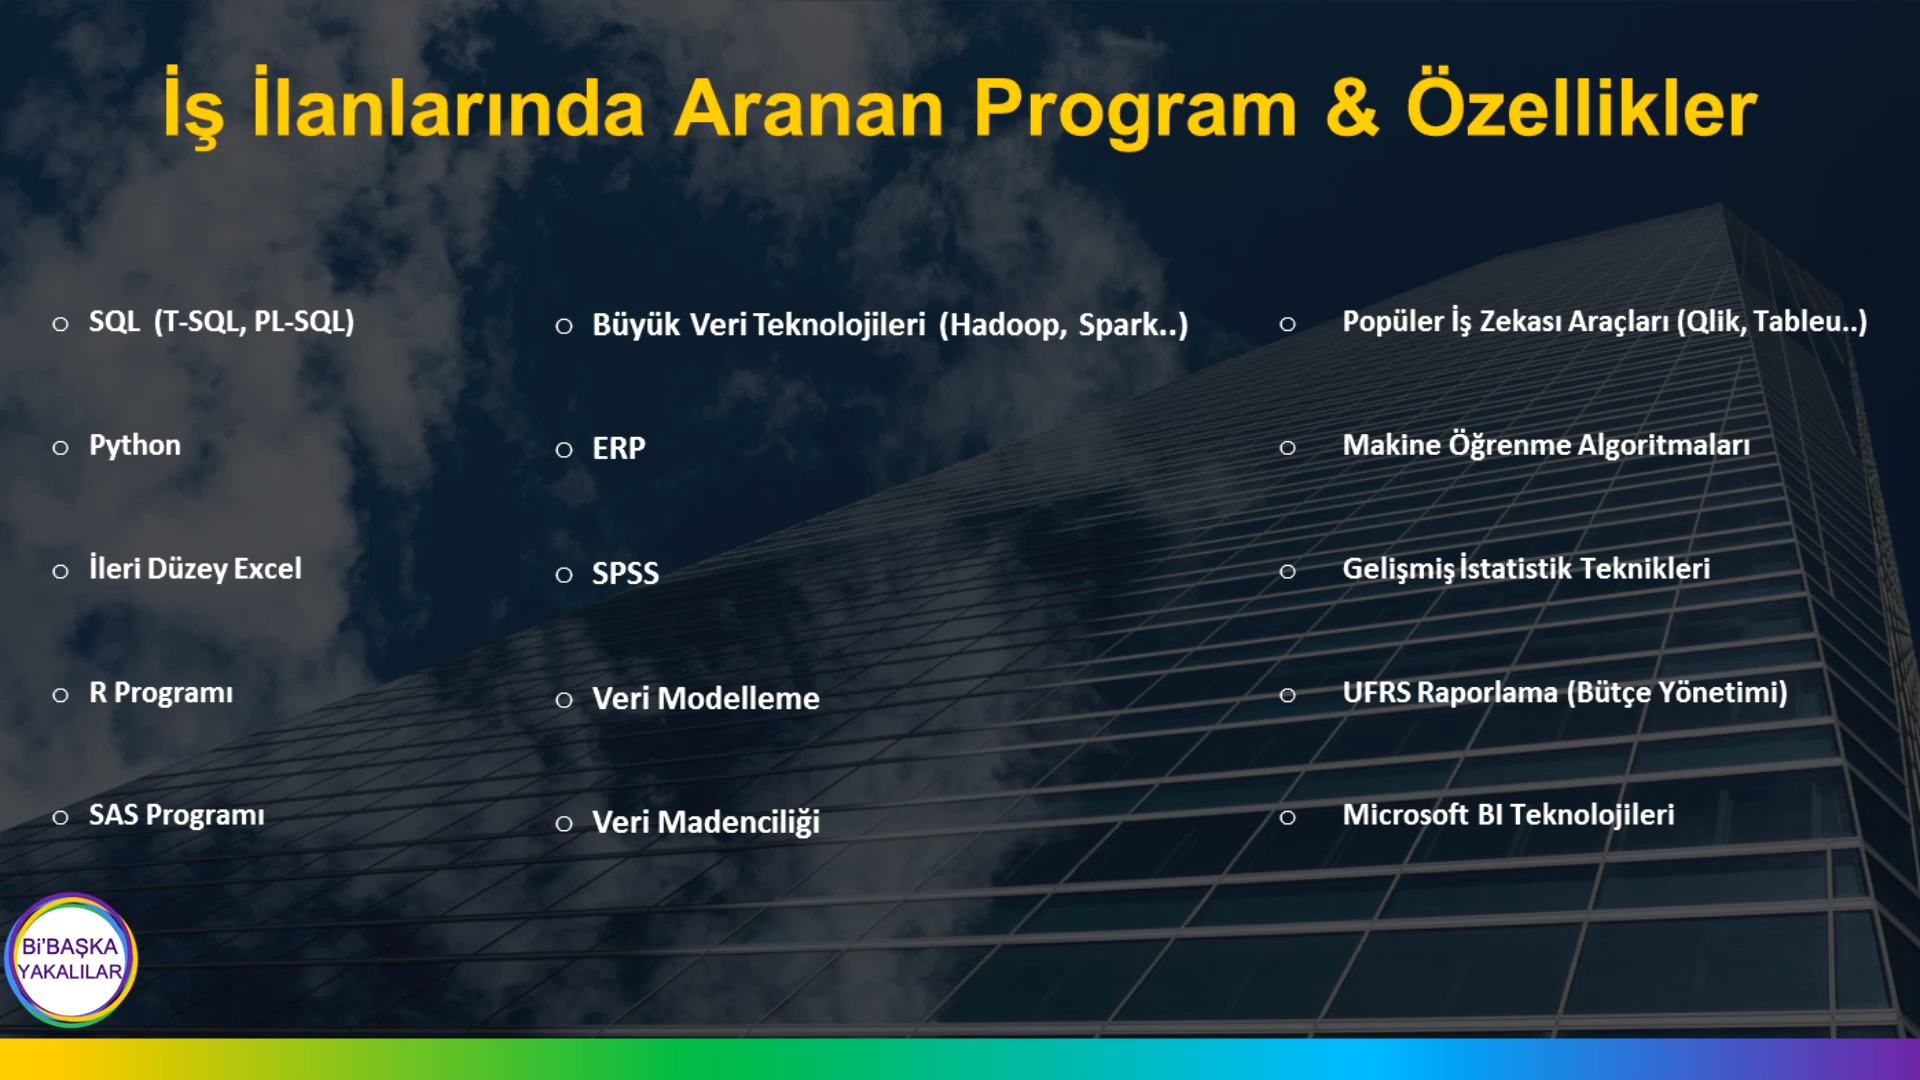 İş İlanlarında Aranan Program & Özellikler
SQL (T-SQL, PL-SQL)
Python
İleri Düzey Excel
R Programı
SAS Programı
Büyük Veri Teknolojileri (Hadoop, Spark..)
ERP
SPSS
Veri Modelleme
Veri Madenciliği
Popüler İş Zekası Araçları (Qlik, Tableu..)
Makine Öğrenme Algoritmaları
Gelişmiş İstatistik Teknikleri
UFRS Raporlama (Bütçe Yönetimi)
Microsoft BI Teknolojileri
Bi’BAŞKA
YAKALILAR